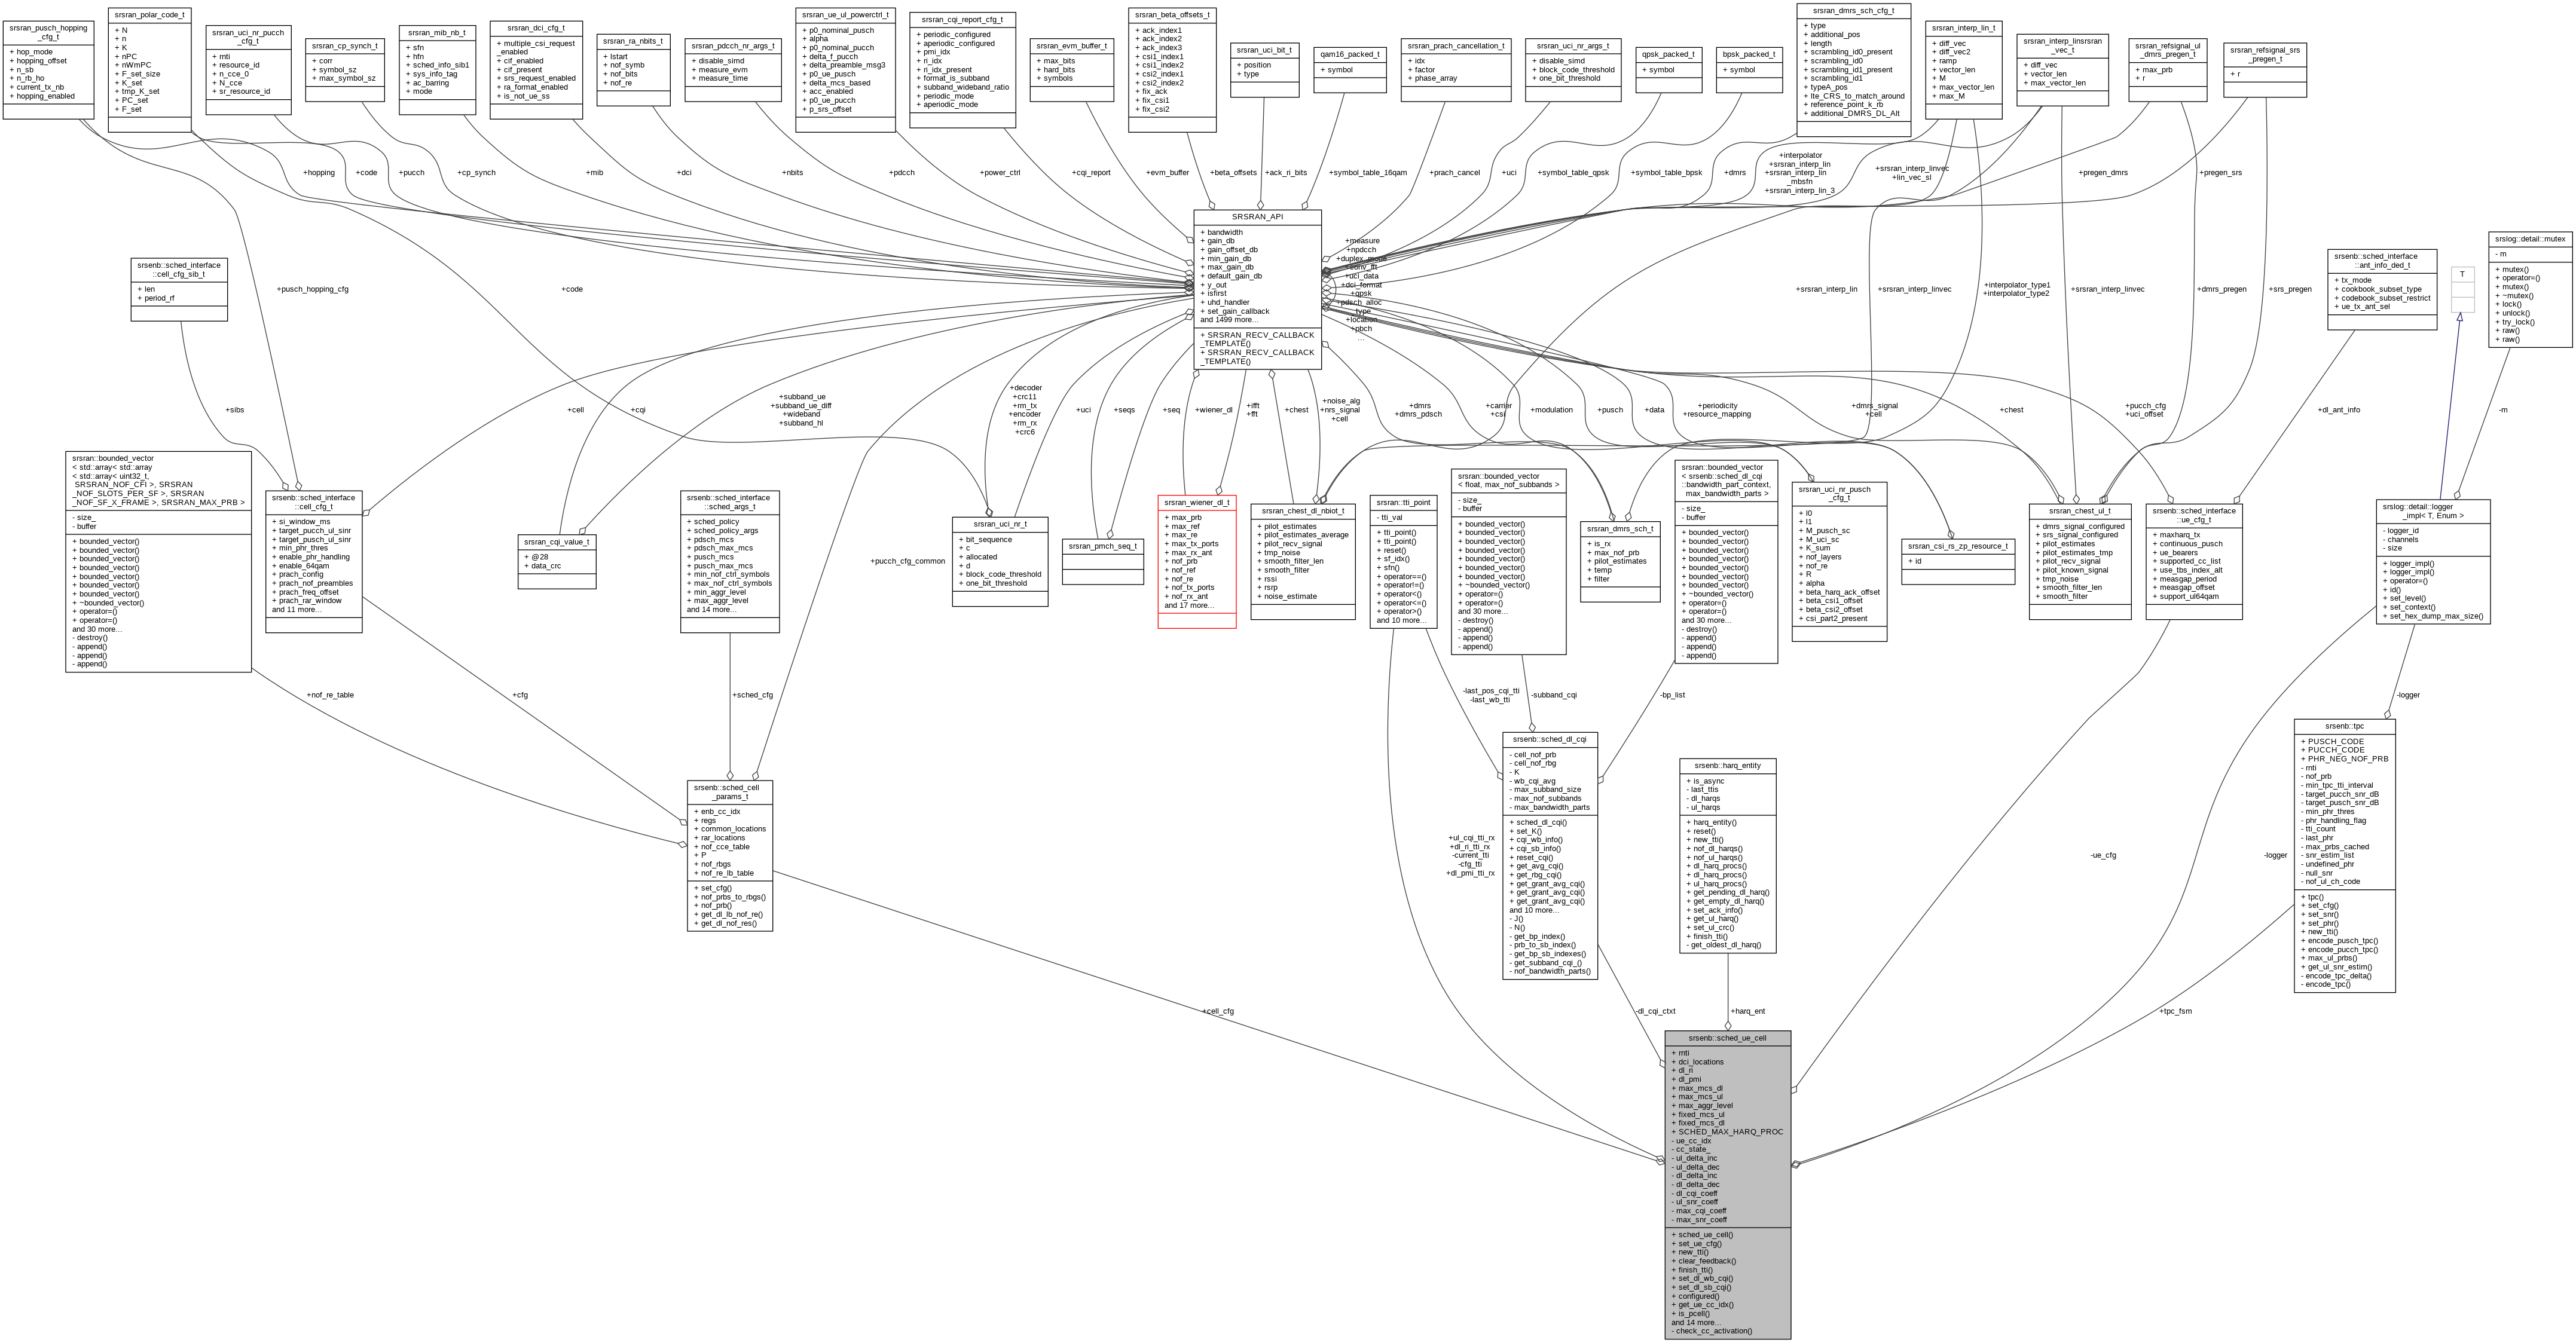 srsran_pusch_hopping
_cfg_t
+ hop_mode
+ hopping_offset
+ n_sb
+ n_rb_ho
+ current_tx_nb
+ hopping_enabled
srsran_polar_code_t
+ N
+ n
+ K
+ nPC
+ nWmPC
+ F_set_size
+ K_set
+ tmp_K_set
+ PC_set
+ F_set
srsran_uci_nr_pucch
_cfg_t
+ rnti
+ resource_id
+ n_cce_0
+ N_cce
+ sr_resource_id
srsran_cp_synch_t
+ corr
+ symbol_sz
+ max_symbol_sz
srsran_mib_nb_t
+ sfn
+ hfn
+ sched_info_sib1
+ sys_info_tag
+ ac_barring
+ mode
srsran_dci_cfg_t
+ multiple_csi_request
_enabled
+ cif_enabled
+ cif_present
+ srs_request_enabled
+ ra_format_enabled
+ is_not_ue_ss
srsran_ra_nbits_t
+ lstart
+ nof_symb
+ nof_bits
+ nof_re
srsran_pdcch_nr_args_t
+ disable_simd
+ measure_evm
+ measure_time
srsran_ue_ul_powerctrl_t
+ p0_nominal_pusch
+ alpha
+ p0_nominal_pucch
+ delta_f_pucch
+ delta_preamble_msg3
+ p0_ue_pusch
+ delta_mcs_based
+ acc_enabled
+ p0_ue_pucch
+ p_srs_offset
srsran_cqi_report_cfg_t
+ periodic_configured
+ aperiodic_configured
+ pmi_idx
+ ri_idx
+ ri_idx_present
+ format_is_subband
+ subband_wideband_ratio
+ periodic_mode
+ aperiodic_mode
srsran_evm_buffer_t
+ max_bits
+ hard_bits
+ symbols
srsran_beta_offsets_t
+ ack_index1
+ ack_index2
+ ack_index3
+ csi1_index1
+ csi1_index2
+ csi2_index1
+ csi2_index2
+ fix_ack
+ fix_csi1
+ fix_csi2
srsran_uci_bit_t
+ position
+ type
qam16_packed_t
+ symbol
srsran_prach_cancellation_t
+ idx
+ factor
+ phase_array
srsran_uci_nr_args_t
+ disable_simd
+ block_code_threshold
+ one_bit_threshold
qpsk_packed_t
+ symbol
bpsk_packed_t
+ symbol
srsran_dmrs_sch_cfg_t
+ type
+ additional_pos
+ length
+ scrambling_id0_present
+ scrambling_id0
+ scrambling_id1_present
+ scrambling_id1
+ typeA_pos
+ lte_CRS_to_match_around
+ reference_point_k_rb
+ additional_DMRS_DL_Alt
srsran_interp_lin_t
+ diff_vec
+ diff_vec2
+ ramp
+ vector_len
+ M
+ max_vector_len
+ max_M
srsran_interp_linsrsran
_vec_t
+ diff_vec
+ vector_len
+ max_vector_len
srsran_refsignal_ul
_dmrs_pregen_t
+ max_prb
+ r
srsran_refsignal_srs
_pregen_t
+ r
+hopping
+code
+pucch
+cp_synch
+mib
+dci
+nbits
+pdcch
+power_ctrl
+cqi_report
+evm_buffer
+beta_offsets
+ack_ri_bits
+symbol_table_16qam
+prach_cancel
+uci
+symbol_table_qpsk
+symbol_table_bpsk
+dmrs
+interpolator
+srsran_interp_lin
+srsran_interp_lin
_mbsfn
+srsran_interp_lin_3
+srsran_interp_linvec
+lin_vec_sl
+pregen_dmrs
+pregen_srs
SRSRAN_API
+ bandwidth
+ gain_db
+ gain_offset_db
+ min_gain_db
+ max_gain_db
+ default_gain_db
+ y_out
+ isfirst
+ uhd_handler
+ set_gain_callback
and 1499 more...
+ SRSRAN_RECV_CALLBACK
_TEMPLATE()
+ SRSRAN_RECV_CALLBACK
_TEMPLATE()
+measure
+npdcch
+duplex_mode
+conv_fft
+uci_data
+dci_format
+qpsk
+pdsch_alloc
type
+location
+pbch
...
srsenb::sched_interface
::cell_cfg_sib_t
+ len
+ period_rf
+pusch_hopping_cfg
+code
+srsran_interp_lin
+srsran_interp_linvec
+interpolator_type1
+interpolator_type2
+srsran_interp_linvec
+dmrs_pregen
+srs_pregen
srsenb::sched_interface
::ant_info_ded_t
+ tx_mode
+ cookbook_subset_type
+ codebook_subset_restrict
+ ue_tx_ant_sel
T
srslog::detail::mutex
- m
+ mutex()
+ operator=()
+ mutex()
+ ~mutex()
+ lock()
+ unlock()
+ try_lock()
+ raw()
+ raw()
+sibs
+cell
+cqi
+subband_ue
+subband_ue_diff
+wideband
+subband_hl
+decoder
+crc11
+rm_tx
+encoder
+rm_rx
+crc6
+uci
+seqs
+seq
+wiener_dl
+ifft
+fft
+chest
+noise_alg
+nrs_signal
+cell
+dmrs
+dmrs_pdsch
+carrier
+csi
+modulation
+pusch
+data
+periodicity
+resource_mapping
+dmrs_signal
+cell
+chest
+pucch_cfg
+uci_offset
+dl_ant_info
-m
srsran::bounded_vector
< std::array< std::array
< std::array< uint32_t,
SRSRAN_NOF_CFI >, SRSRAN
_NOF_SLOTS_PER_SF >, SRSRAN
_NOF_SF_X_FRAME >, SRSRAN_MAX_PRB >
- size_
- buffer
+ bounded_vector()
+ bounded_vector()
+ bounded_vector()
+ bounded_vector()
+ bounded_vector()
+ bounded_vector()
+ bounded_vector()
+ ~bounded_vector()
+ operator=()
+ operator=()
and 30 more...
- destroy()
- append()
- append()
- append()
srsenb::sched_interface
::cell_cfg_t
+ si_window_ms
+ target_pucch_ul_sinr
+ target_pusch_ul_sinr
+ min_phr_thres
+ enable_phr_handling
+ enable_64qam
+ prach_config
+ prach_nof_preambles
+ prach_freq_offset
+ prach_rar_window
and 11 more...
srsran_cqi_value_t
+ @28
+ data_crc
srsenb::sched_interface
::sched_args_t
+ sched_policy
+ sched_policy_args
+ pdsch_mcs
+ pdsch_max_mcs
+ pusch_mcs
+ pusch_max_mcs
+ min_nof_ctrl_symbols
+ max_nof_ctrl_symbols
+ min_aggr_level
+ max_aggr_level
and 14 more...
+pucch_cfg_common
srsran_uci_nr_t
+ bit_sequence
+ c
+ allocated
+ d
+ block_code_threshold
+ one_bit_threshold
srsran_pmch_seq_t
srsran_wiener_dl_t
+ max_prb
+ max_ref
+ max_re
+ max_tx_ports
+ max_rx_ant
+ nof_prb
+ nof_ref
+ nof_re
+ nof_tx_ports
+ nof_rx_ant
and 17 more...
srsran_chest_dl_nbiot_t
+ pilot_estimates
+ pilot_estimates_average
+ pilot_recv_signal
+ tmp_noise
+ smooth_filter_len
+ smooth_filter
+ rssi
+ rsrp
+ noise_estimate
srsran::tti_point
- tti_val
+ tti_point()
+ tti_point()
+ reset()
+ sf_idx()
+ sfn()
+ operator==()
+ operator!=()
+ operator<()
+ operator<=()
+ operator>()
and 10 more...
srsran::bounded_vector
< float, max_nof_subbands >
- size_
- buffer
+ bounded_vector()
+ bounded_vector()
+ bounded_vector()
+ bounded_vector()
+ bounded_vector()
+ bounded_vector()
+ bounded_vector()
+ ~bounded_vector()
+ operator=()
+ operator=()
and 30 more...
- destroy()
- append()
- append()
- append()
srsran_dmrs_sch_t
+ is_rx
+ max_nof_prb
+ pilot_estimates
+ temp
+ filter
srsran::bounded_vector
< srsenb::sched_dl_cqi
::bandwidth_part_context,
max_bandwidth_parts >
- size_
- buffer
+ bounded_vector()
+ bounded_vector()
+ bounded_vector()
+ bounded_vector()
+ bounded_vector()
+ bounded_vector()
+ bounded_vector()
+ ~bounded_vector()
+ operator=()
+ operator=()
and 30 more...
- destroy()
- append()
- append()
- append()
srsran_uci_nr_pusch
_cfg_t
+ l0
+ l1
+ M_pusch_sc
+ M_uci_sc
+ K_sum
+ nof_layers
+ nof_re
+ R
+ alpha
+ beta_harq_ack_offset
+ beta_csi1_offset
+ beta_csi2_offset
+ csi_part2_present
srsran_csi_rs_zp_resource_t
+ id
srsran_chest_ul_t
+ dmrs_signal_configured
+ srs_signal_configured
+ pilot_estimates
+ pilot_estimates_tmp
+ pilot_recv_signal
+ pilot_known_signal
+ tmp_noise
+ smooth_filter_len
+ smooth_filter
srsenb::sched_interface
::ue_cfg_t
+ maxharq_tx
+ continuous_pusch
+ ue_bearers
+ supported_cc_list
+ use_tbs_index_alt
+ measgap_period
+ measgap_offset
+ support_ul64qam
srslog::detail::logger
_impl< T, Enum >
- logger_id
- channels
- size
+ logger_impl()
+ logger_impl()
+ operator=()
+ id()
+ set_level()
+ set_context()
+ set_hex_dump_max_size()
+nof_re_table
+cfg
+sched_cfg
-last_pos_cqi_tti
-last_wb_tti
-subband_cqi
-bp_list
-logger
srsenb::sched_cell
_params_t
+ enb_cc_idx
+ regs
+ common_locations
+ rar_locations
+ nof_cce_table
+ P
+ nof_rbgs
+ nof_re_lb_table
+ set_cfg()
+ nof_prbs_to_rbgs()
+ nof_prb()
+ get_dl_lb_nof_re()
+ get_dl_nof_res()
+ul_cqi_tti_rx
+dl_ri_tti_rx
-current_tti
-cfg_tti
+dl_pmi_tti_rx
srsenb::sched_dl_cqi
- cell_nof_prb
- cell_nof_rbg
- K
- wb_cqi_avg
- max_subband_size
- max_nof_subbands
- max_bandwidth_parts
+ sched_dl_cqi()
+ set_K()
+ cqi_wb_info()
+ cqi_sb_info()
+ reset_cqi()
+ get_avg_cqi()
+ get_rbg_cqi()
+ get_grant_avg_cqi()
+ get_grant_avg_cqi()
+ get_grant_avg_cqi()
and 10 more...
- J()
- N()
- get_bp_index()
- prb_to_sb_index()
- get_bp_sb_indexes()
- get_subband_cqi_()
- nof_bandwidth_parts()
srsenb::harq_entity
+ is_async
- last_ttis
- dl_harqs
- ul_harqs
+ harq_entity()
+ reset()
+ new_tti()
+ nof_dl_harqs()
+ nof_ul_harqs()
+ dl_harq_procs()
+ dl_harq_procs()
+ ul_harq_procs()
+ get_pending_dl_harq()
+ get_empty_dl_harq()
+ set_ack_info()
+ get_ul_harq()
+ set_ul_crc()
+ finish_tti()
- get_oldest_dl_harq()
-ue_cfg
-logger
srsenb::tpc
+ PUSCH_CODE
+ PUCCH_CODE
+ PHR_NEG_NOF_PRB
- rnti
- nof_prb
- min_tpc_tti_interval
- target_pucch_snr_dB
- target_pusch_snr_dB
- min_phr_thres
- phr_handling_flag
- tti_count
- last_phr
- max_prbs_cached
- snr_estim_list
- undefined_phr
- null_snr
- nof_ul_ch_code
+ tpc()
+ set_cfg()
+ set_snr()
+ set_phr()
+ new_tti()
+ encode_pusch_tpc()
+ encode_pucch_tpc()
+ max_ul_prbs()
+ get_ul_snr_estim()
- encode_tpc_delta()
- encode_tpc()
+cell_cfg
-dl_cqi_ctxt
+harq_ent
+tpc_fsm
srsenb::sched_ue_cell
+ rnti
+ dci_locations
+ dl_ri
+ dl_pmi
+ max_mcs_dl
+ max_mcs_ul
+ max_aggr_level
+ fixed_mcs_ul
+ fixed_mcs_dl
+ SCHED_MAX_HARQ_PROC
- ue_cc_idx
- cc_state_
- ul_delta_inc
- ul_delta_dec
- dl_delta_inc
- dl_delta_dec
- dl_cqi_coeff
- ul_snr_coeff
- max_cqi_coeff
- max_snr_coeff
+ sched_ue_cell()
+ set_ue_cfg()
+ new_tti()
+ clear_feedback()
+ finish_tti()
+ set_dl_wb_cqi()
+ set_dl_sb_cqi()
+ configured()
+ get_ue_cc_idx()
+ is_pcell()
and 14 more...
- check_cc_activation()